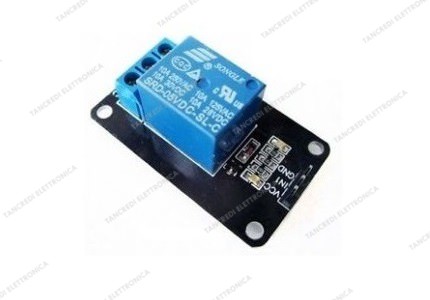 SONGLE
10A 250VAC 10A 125VAC
10A 30VDC 10A 28VDC
SRD-05VDC-SL-C
GND
IN1
VCC
TANCREDI ELETTRONICA